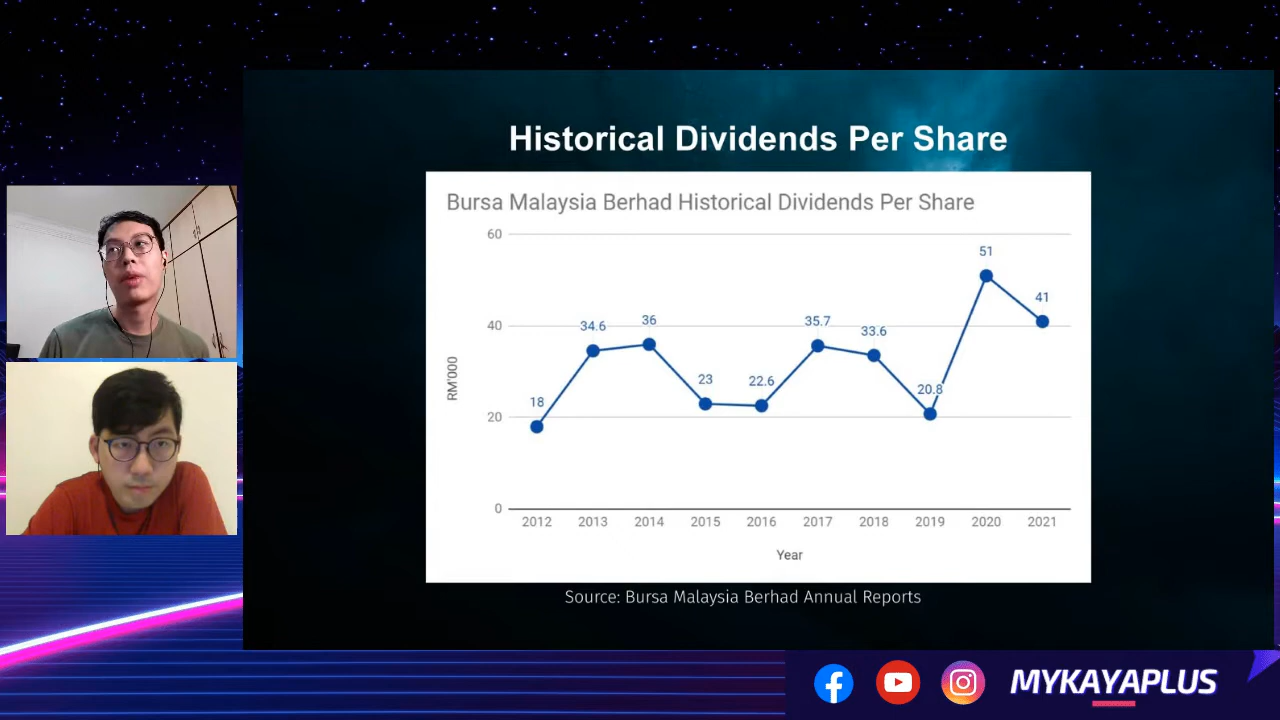 Historical Dividends Per Share
Bursa Malaysia Berhad Historical Dividends Per Share
60
40
20
0
RM'000
18
34.6
36
23
22.6
35.7
33.6
20.8
51
41
2012 2013 2014 2015 2016 2017 2018 2019 2020 2021
Year
Source: Bursa Malaysia Berhad Annual Reports
MYKAYAPLUS